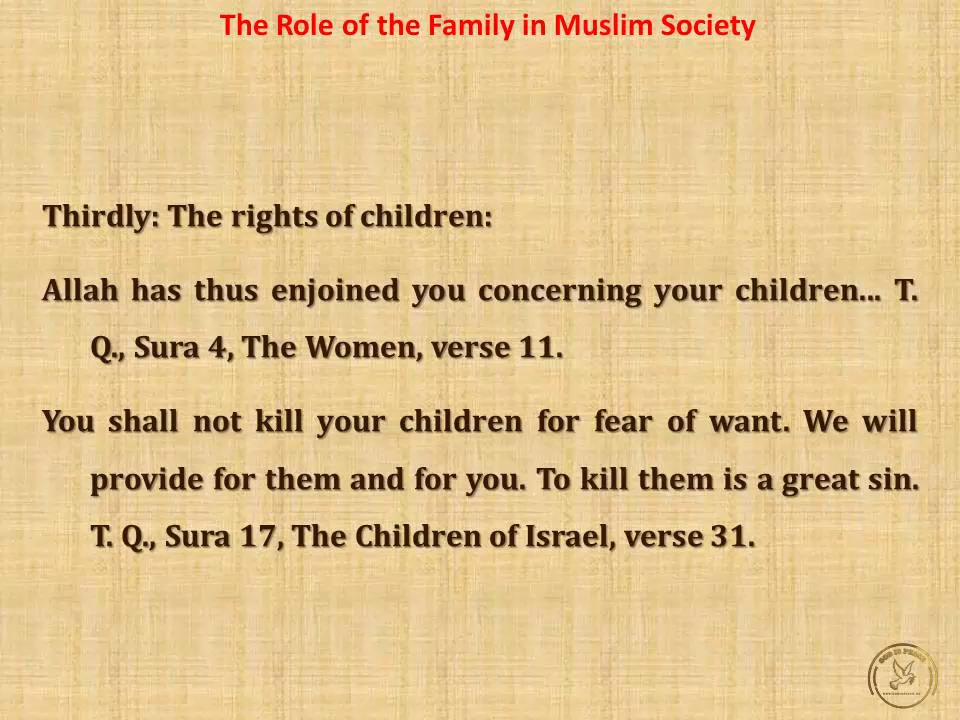 The Role of the Family in Muslim Society
Thirdly: The rights of children:
Allah has thus enjoined you concerning your children... T.
Q., Sura 4, The Women, verse 11.
You shall not kill your children for fear of want. We will
provide for them and for you. To kill them is a great sin.
T. Q., Sura 17, The Children of Israel, verse 31.
GOD IS PEACE